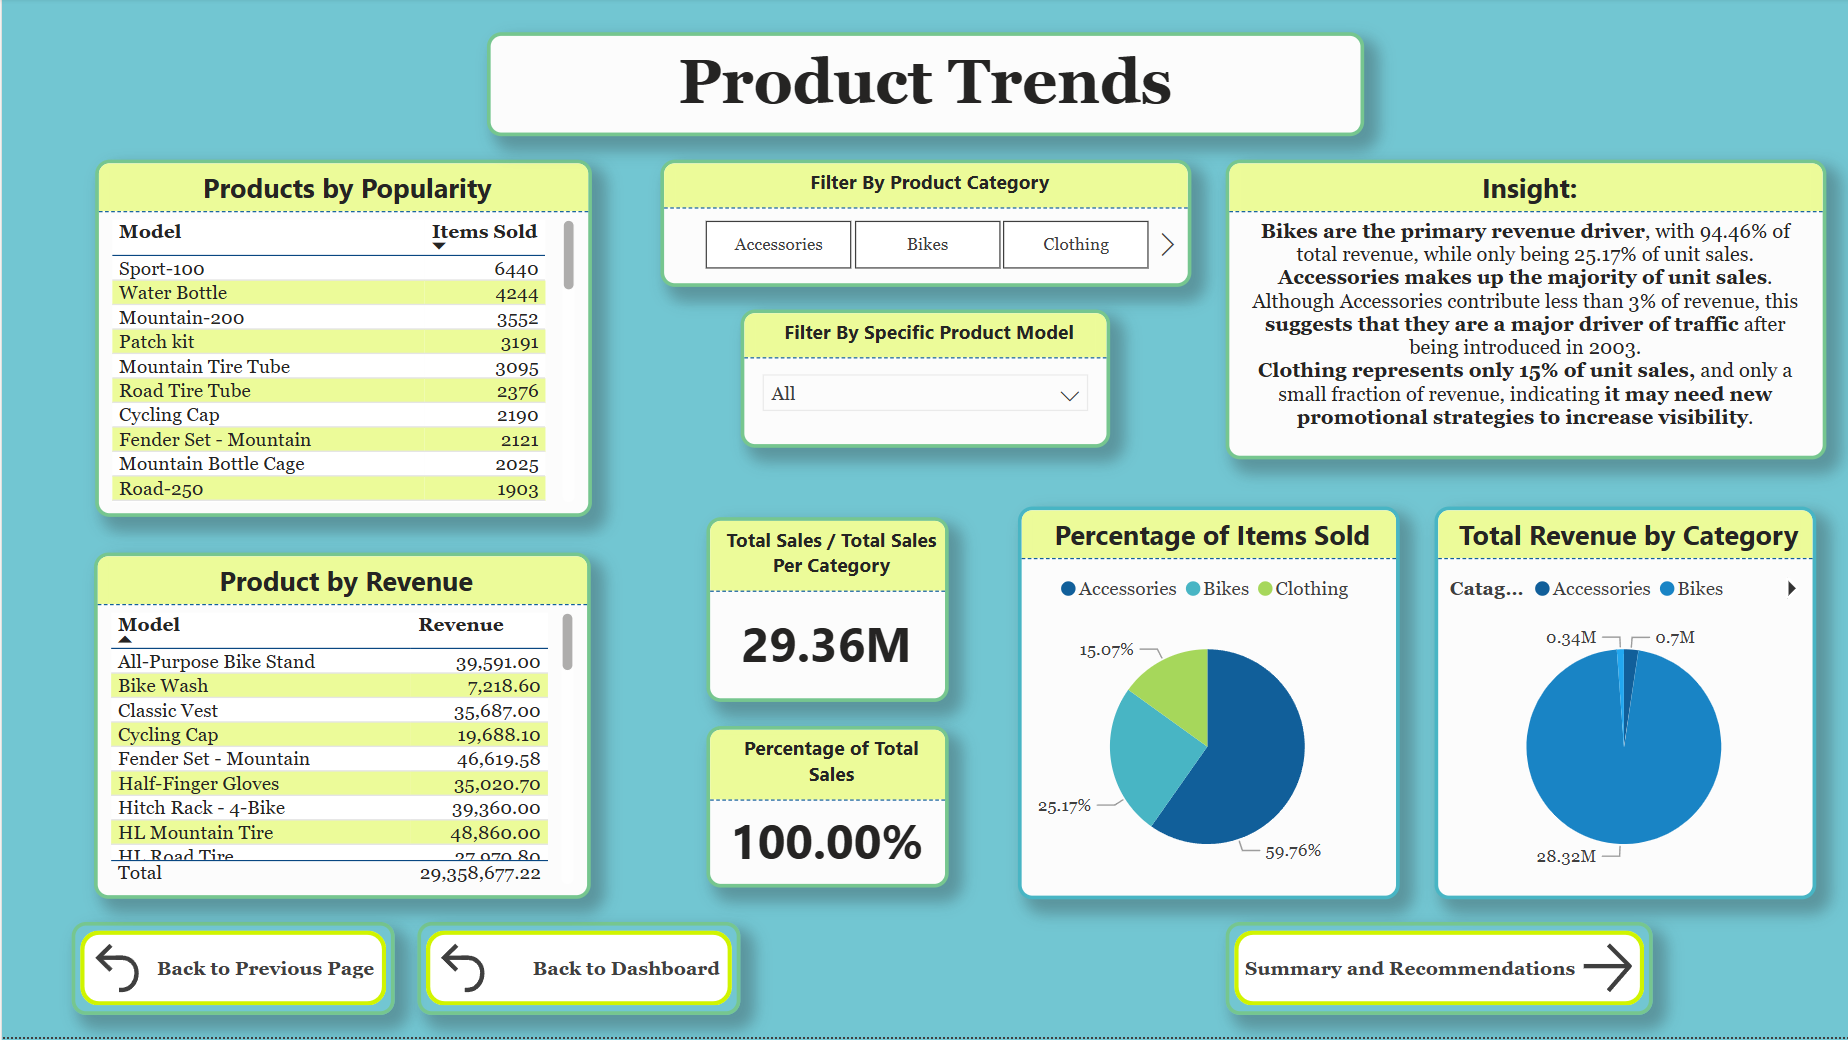 Product Trends
Products by Popularity
Model Items Sold
Sport-100 6440
Water Bottle 4244
Mountain-200 3552
Patch kit 3191
Mountain Tire Tube 3095
Road Tire Tube 2376
Cycling Cap 2190
Fender Set - Mountain 2121
Mountain Bottle Cage 2025
Road-250 1903
Filter By Product Category
Accessories Bikes Clothing
Filter By Specific Product Model
All
Insight:
Bikes are the primary revenue driver, with 94.46% of
total revenue, while only being 25.17% of unit sales.
Accessories makes up the majority of unit sales.
Although Accessories contribute less than 3% of revenue, this
suggests that they are a major driver of traffic after
being introduced in 2003.
Clothing represents only 15% of unit sales, and only a
small fraction of revenue, indicating it may need new
promotional strategies to increase visibility.
Product by Revenue
Model Revenue
All-Purpose Bike Stand 39,591.00
Bike Wash 7,218.60
Classic Vest 35,687.00
Cycling Cap 19,688.10
Fender Set - Mountain 46,619.58
Half-Finger Gloves 35,020.70
Hitch Rack - 4-Bike 39,360.00
HL Mountain Tire 48,860.00
HL Road Tire 27,970.80
Total 29,358,677.22
Total Sales / Total Sales
Per Category
29.36M
Percentage of Total
Sales
100.00%
Percentage of Items Sold
Accessories Bikes Clothing
15.07%
25.17%
59.76%
Total Revenue by Category
Catag... Accessories Bikes
0.34M 0.7M
28.32M
Back to Previous Page
Back to Dashboard
Summary and Recommendations